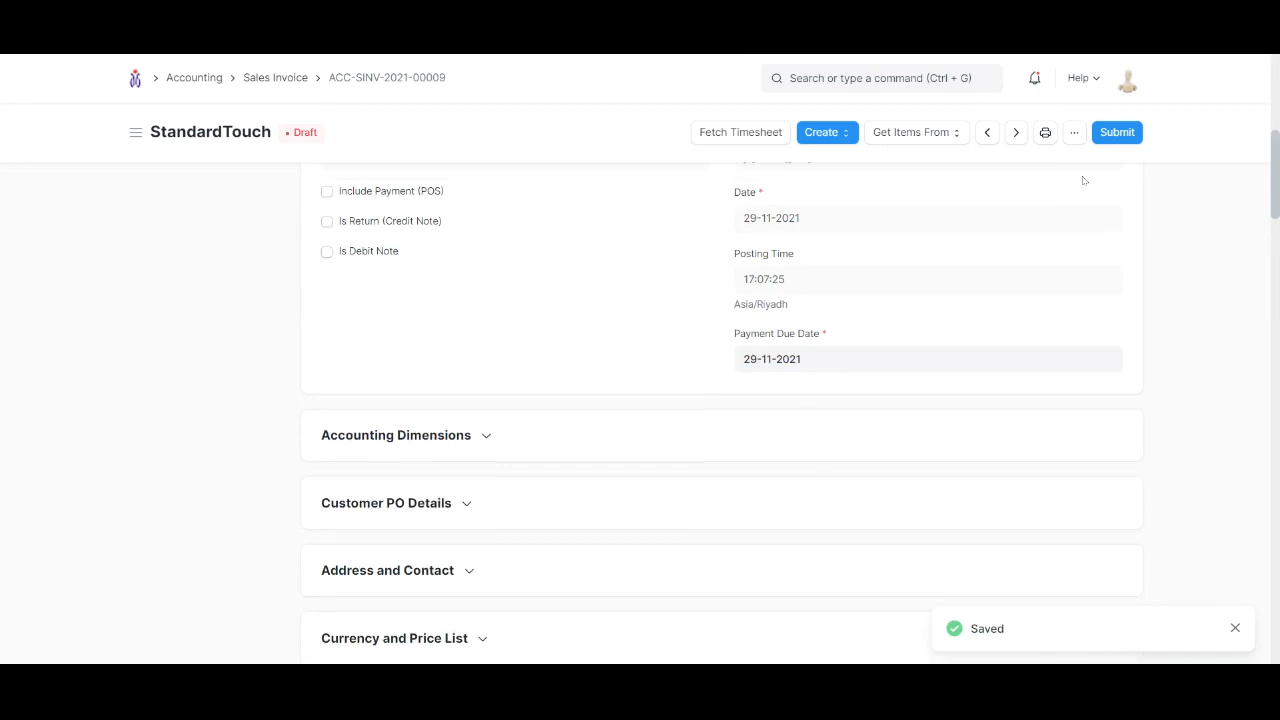 Accounting
Sales Invoice
ACC-SINV-2021-00009
Search or type a command (Ctrl + G)
Help
StandardTouch
Draft
Fetch Timesheet
Create
Get Items From
Submit
Include Payment (POS)
Is Return (Credit Note)
Is Debit Note
Date *
29-11-2021
Posting Time
17:07:25
Asia/Riyadh
Payment Due Date *
29-11-2021
Accounting Dimensions
Customer PO Details
Address and Contact
Currency and Price List
Saved